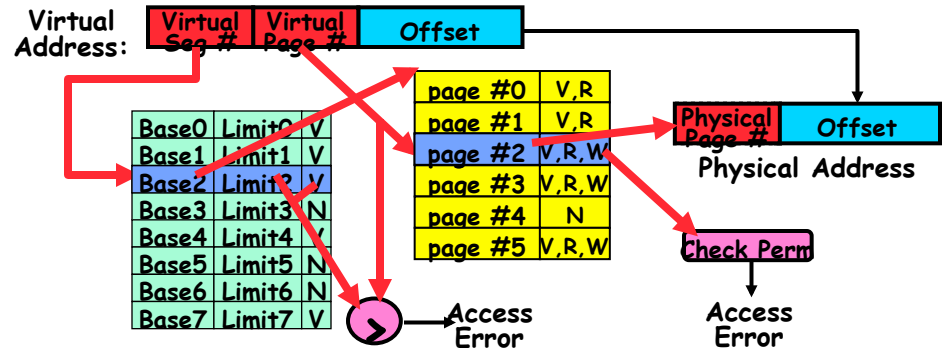 Virtual
Address:
Virtual
Seg #
Virtual
Page #
Offset
page #0 V,R
page #1 V,R
page #2 V,R,W
page #3 V,R,W
page #4 N
page #5 V,R,W
Physical
Page #
Offset
Physical Address
Base0 Limit0 V
Base1 Limit1 V
Base2 Limit2 V
Base3 Limit3 N
Base4 Limit4 V
Base5 Limit5 N
Base6 Limit6 N
Base7 Limit7 V
>
Access
Error
Check Perm
Access
Error